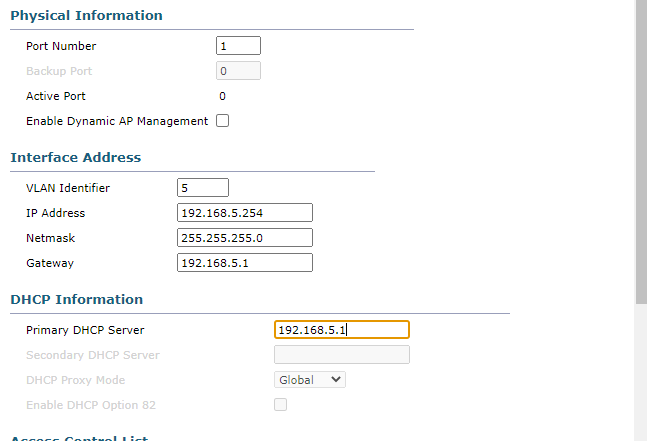 Physical Information
Port Number 1
Backup Port 0
Active Port 0
Enable Dynamic AP Management
Interface Address
VLAN Identifier 5
IP Address 192.168.5.254
Netmask 255.255.255.0
Gateway 192.168.5.1
DHCP Information
Primary DHCP Server 192.168.5.1
Secondary DHCP Server
DHCP Proxy Mode Global
Enable DHCP Option 82
Access Control List